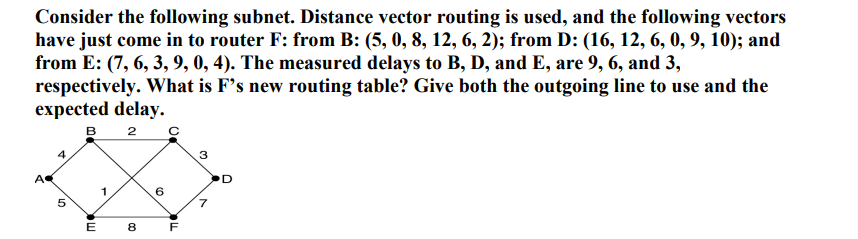 Consider the following subnet. Distance vector routing is used, and the following vectors
have just come in to router F: from B: (5, 0, 8, 12, 6, 2); from D: (16, 12, 6, 0, 9, 10); and
from E: (7, 6, 3, 9, 0, 4). The measured delays to B, D, and E, are 9, 6, and 3,
respectively. What is F's new routing table? Give both the outgoing line to use and the
expected delay.
B 2 C
4 3
A D
1 6
5 7
E 8 F